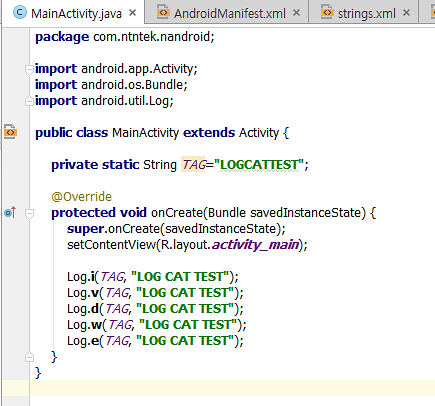 MainActivity.java × AndroidManifest.xml × strings.xml ×
package com.ntntek.nandroid;
import android.app.Activity;
import android.os.Bundle;
import android.util.Log;
public class MainActivity extends Activity {
private static String TAG="LOGCATTEST";
@Override
protected void onCreate(Bundle savedInstanceState) {
super.onCreate(savedInstanceState);
setContentView(R.layout.activity_main);
Log.i(TAG, "LOG CAT TEST");
Log.v(TAG, "LOG CAT TEST");
Log.d(TAG, "LOG CAT TEST");
Log.w(TAG, "LOG CAT TEST");
Log.e(TAG, "LOG CAT TEST");
}
}